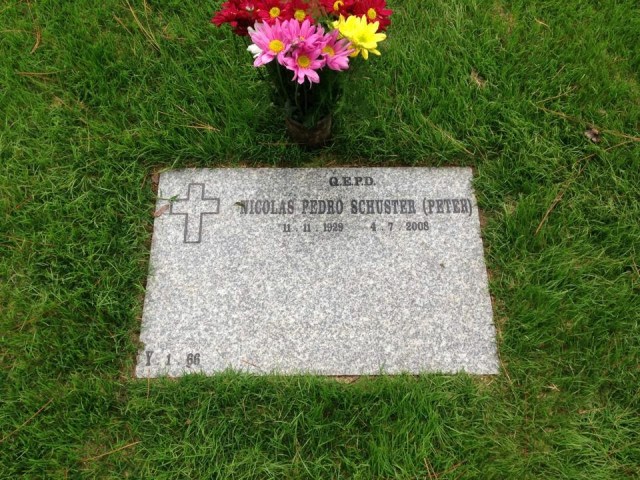 Q.E.P.D.
NICOLAS PEDRO SCHUSTER (PETER)
11 . 11 . 1929 4 . 7 . 2008
Y 1 66